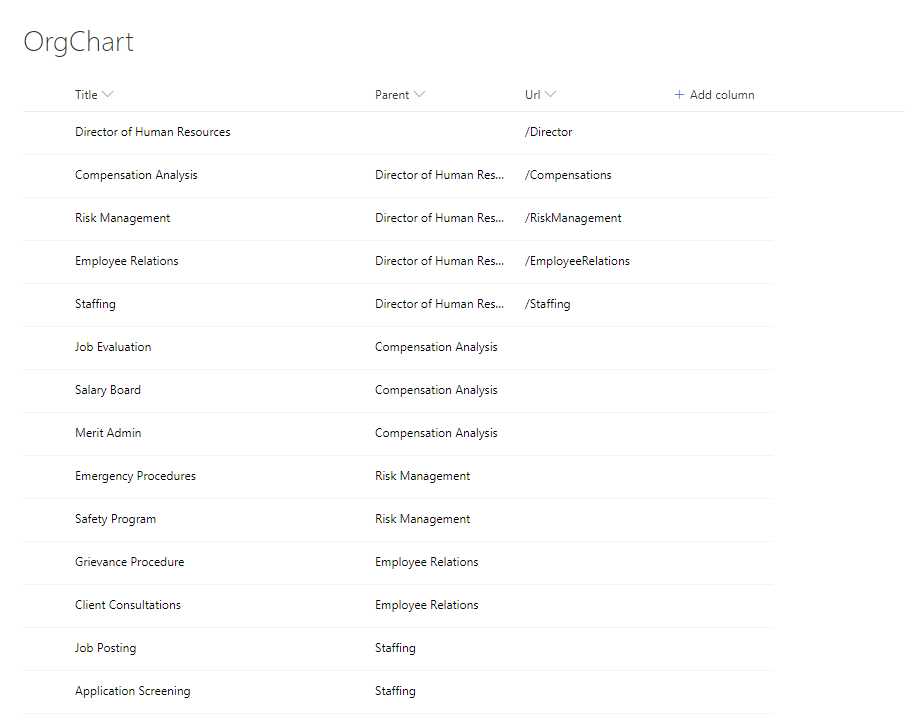 OrgChart
Title Parent Url + Add column
Director of Human Resources /Director
Compensation Analysis Director of Human Res... /Compensations
Risk Management Director of Human Res... /RiskManagement
Employee Relations Director of Human Res... /EmployeeRelations
Staffing Director of Human Res... /Staffing
Job Evaluation Compensation Analysis
Salary Board Compensation Analysis
Merit Admin Compensation Analysis
Emergency Procedures Risk Management
Safety Program Risk Management
Grievance Procedure Employee Relations
Client Consultations Employee Relations
Job Posting Staffing
Application Screening Staffing